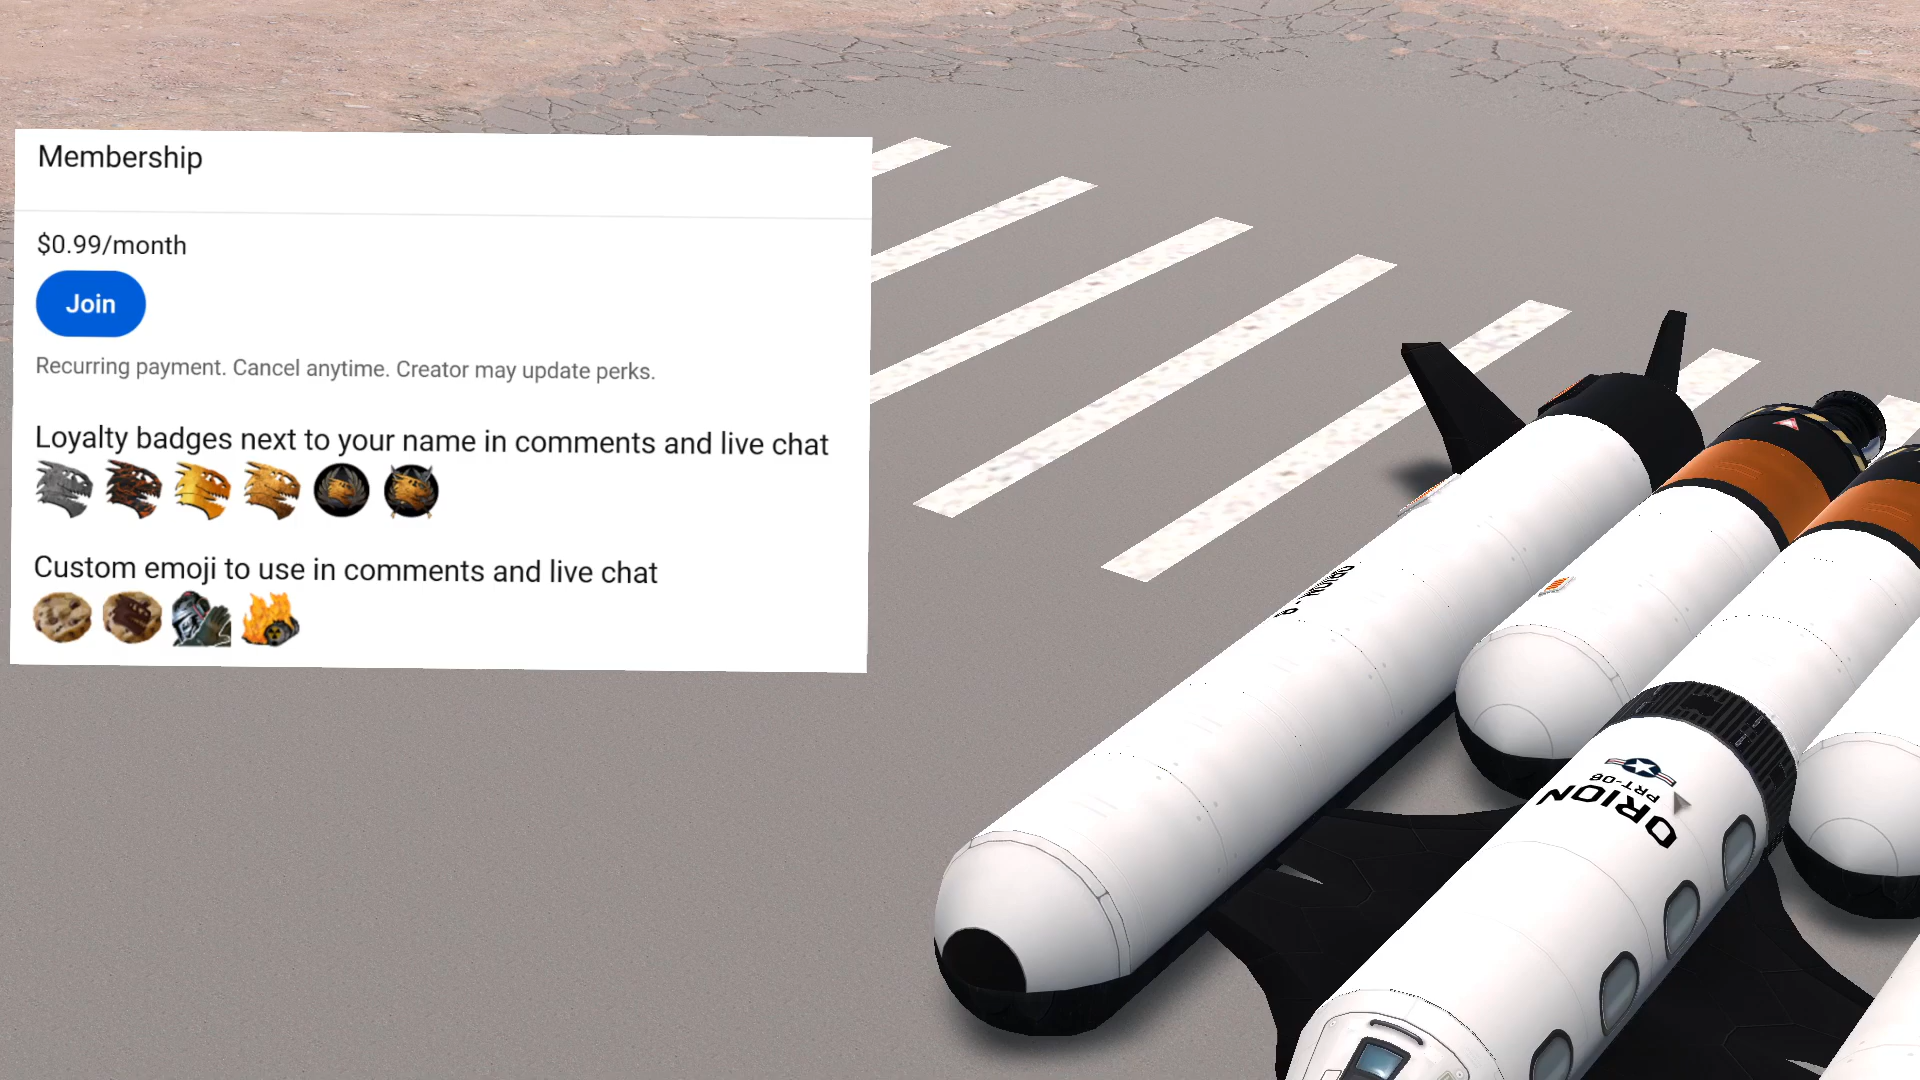 Membership
$0.99/month
Join
Recurring payment. Cancel anytime. Creator may update perks.
Loyalty badges next to your name in comments and live chat
Custom emoji to use in comments and live chat
ORION
PRT-06